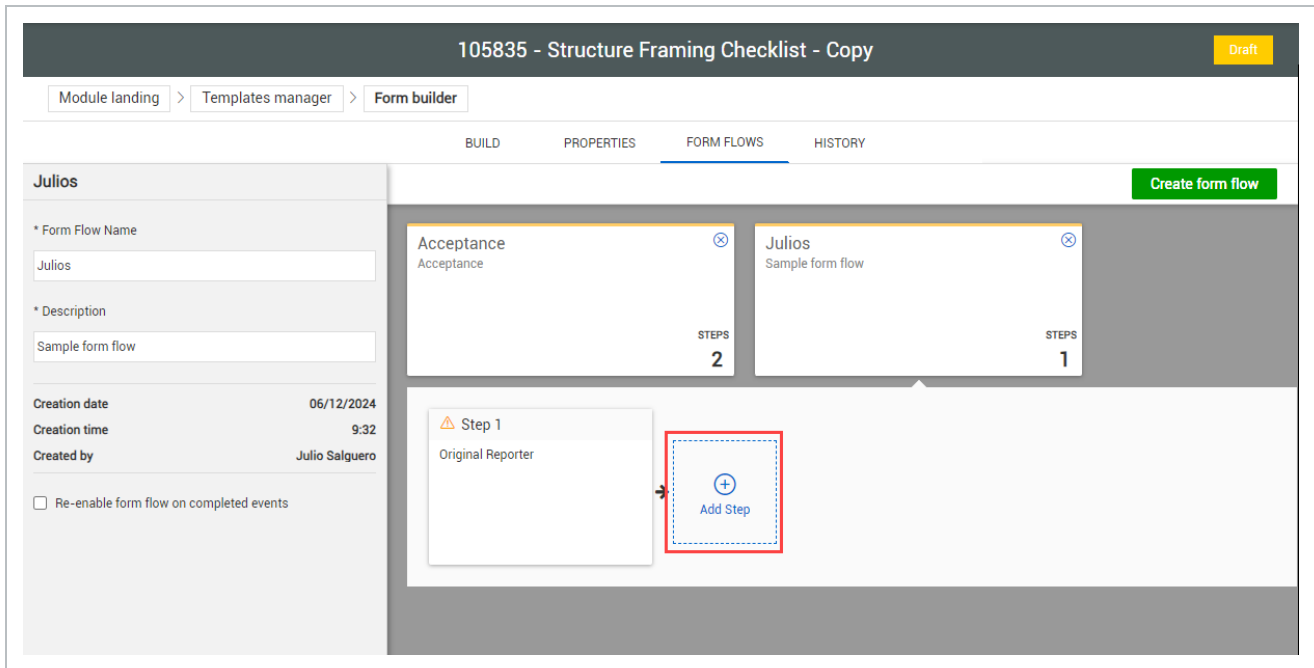 105835 - Structure Framing Checklist - Copy
Draft
Module landing > Templates manager > Form builder
BUILD PROPERTIES FORM FLOWS HISTORY
Julios
Create form flow
* Form Flow Name
Julios
* Description
Sample form flow
Creation date 06/12/2024
Creation time 9:32
Created by Julio Salguero
Re-enable form flow on completed events
Acceptance
Acceptance
STEPS
2
Julios
Sample form flow
STEPS
1
Step 1
Original Reporter
Add Step